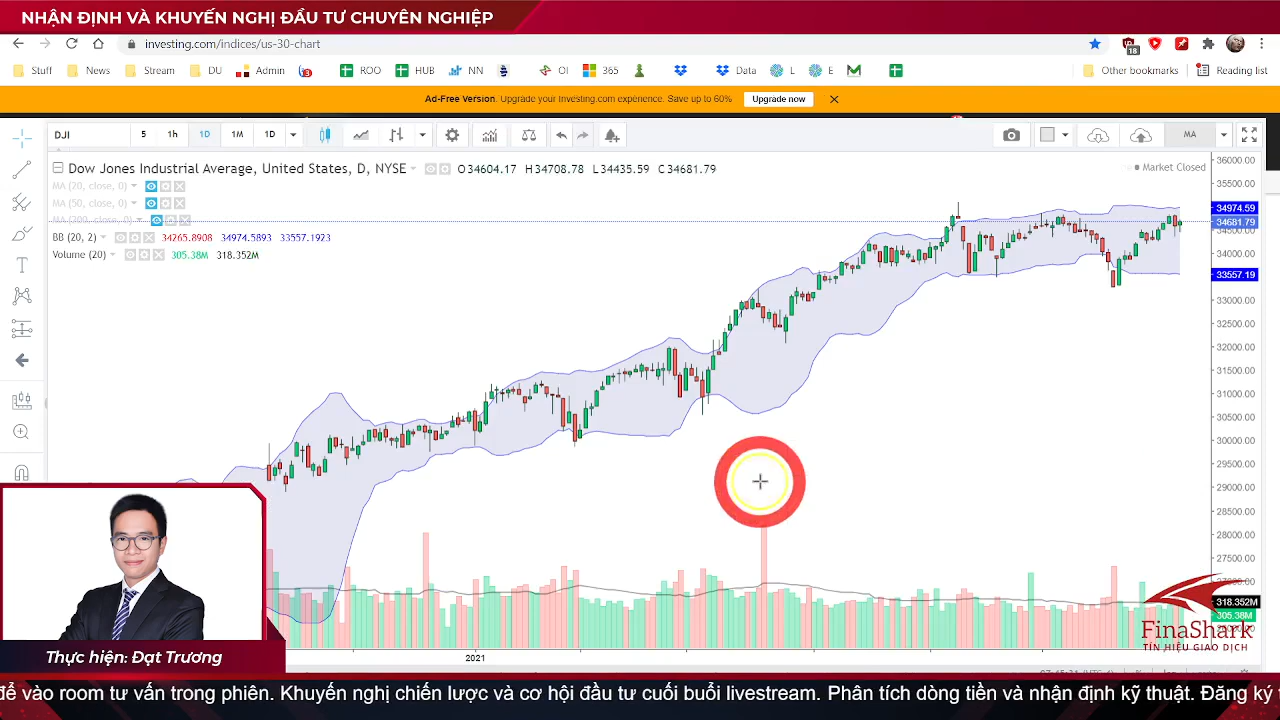 NHẬN ĐỊNH VÀ KHUYẾN NGHỊ ĐẦU TƯ CHUYÊN NGHIỆP
investing.com/indices/us-30-chart
18
Stuff News Stream DU Admin ROO HUB NN OI 365 Data L E Other bookmarks Reading list
Ad-Free Version. Upgrade your Investing.com experience. Save up to 60% Upgrade now
DJI 5 1h 1D 1M 1D MA
Dow Jones Industrial Average, United States, D, NYSE O34604.17 H34708.78 L34435.59 C34681.79
Market Closed
MA (20, close, 0)
MA (50, close, 0)
MA (200, close, 0)
BB (20, 2) 34265.8908 34974.5893 33557.1923
Volume (20) 305.38M 318.352M
36000.00
35500.00
34974.59
34681.79
34500.00
34000.00
33557.19
33000.00
32500.00
32000.00
31500.00
31000.00
30500.00
30000.00
29500.00
29000.00
28500.00
28000.00
27500.00
318.352M
305.38M
FinaShark
TÍN HIỆU GIAO DỊCH
2021
Thực hiện: Đạt Trương
để vào room tư vấn trong phiên. Khuyến nghị chiến lược và cơ hội đầu tư cuối buổi livestream. Phân tích dòng tiền và nhận định kỹ thuật. Đăng ký